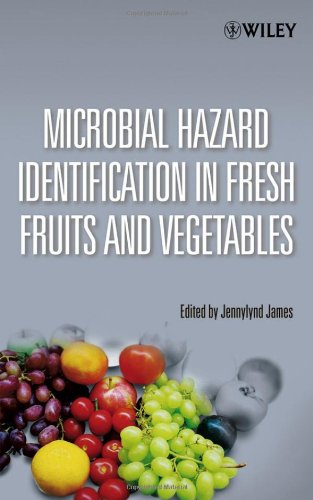 WILEY
MICROBIAL HAZARD
IDENTIFICATION IN FRESH
FRUITS AND VEGETABLES
Edited by Jennylynd James